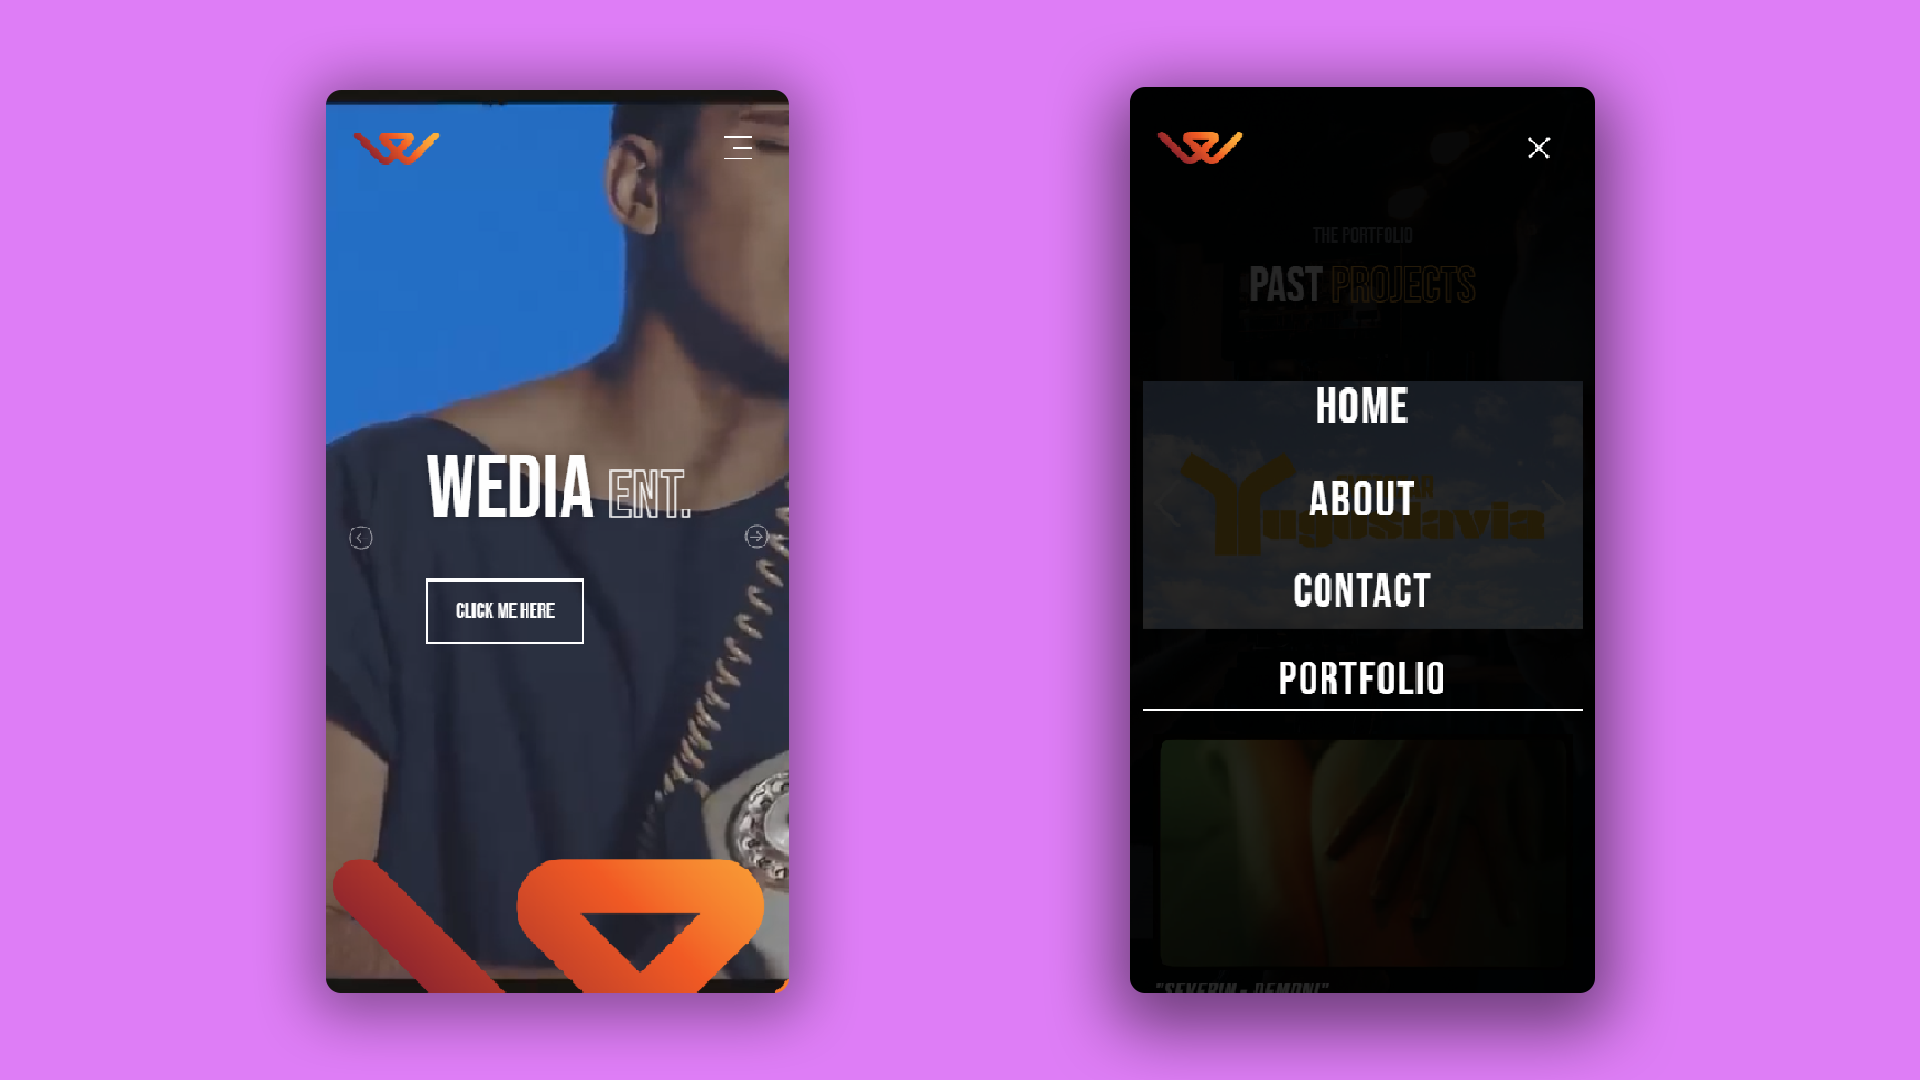 WEDIA ENT.
CLICK ME HERE
THE PORTFOLIO
PAST PROJECTS
HOME
ABOUT
Yugoslavia
CONTACT
PORTFOLIO
"SEVERIN - DEMONI"